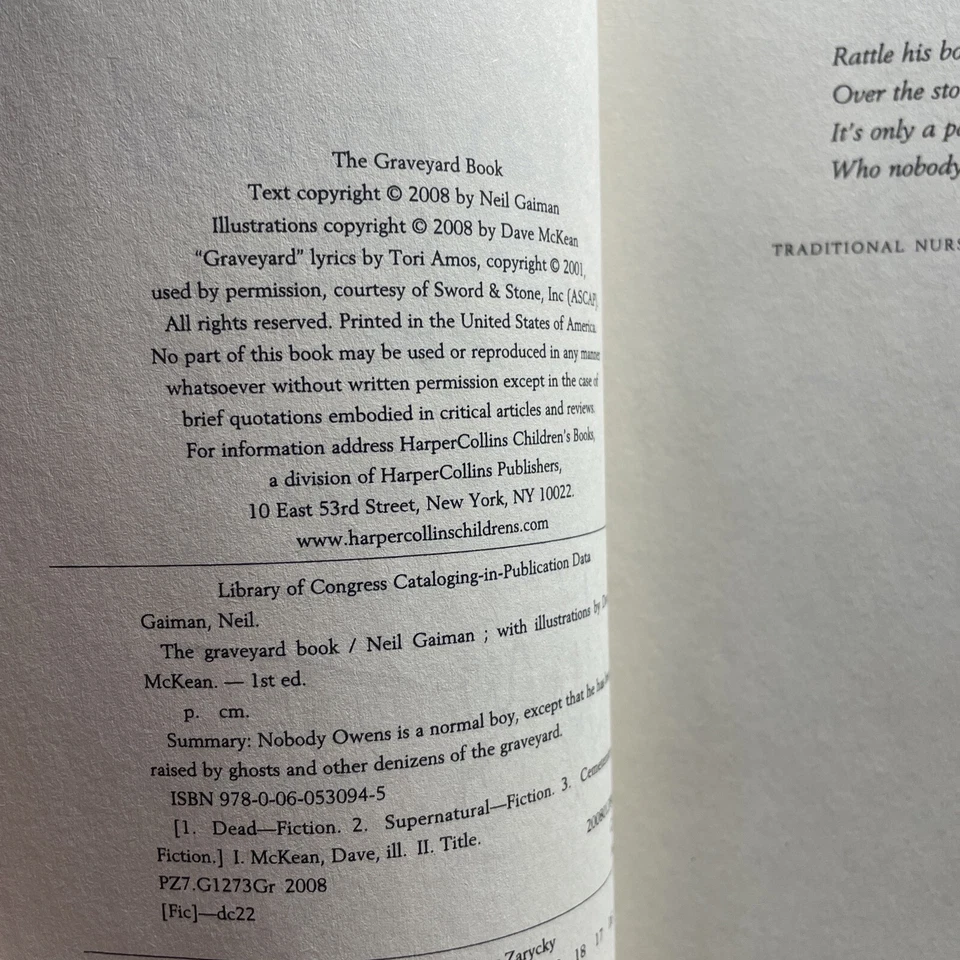 The Graveyard Book
Text copyright © 2008 by Neil Gaiman
Illustrations copyright © 2008 by Dave McKean
“Graveyard” lyrics by Tori Amos, copyright © 2001,
used by permission, courtesy of Sword & Stone, Inc (ASCAP)
All rights reserved. Printed in the United States of America.
No part of this book may be used or reproduced in any manner
whatsoever without written permission except in the case of
brief quotations embodied in critical articles and reviews.
For information address HarperCollins Children's Books,
a division of HarperCollins Publishers,
10 East 53rd Street, New York, NY 10022.
www.harpercollinschildrens.com
Library of Congress Cataloging-in-Publication Data
Gaiman, Neil.
The graveyard book / Neil Gaiman ; with illustrations by
McKean. — 1st ed.
p. cm.
Summary: Nobody Owens is a normal boy, except that he has
raised by ghosts and other denizens of the graveyard.
ISBN 978-0-06-053094-5
[1. Dead—Fiction. 2. Supernatural—Fiction. 3.
Fiction.] I. McKean, Dave, ill. II. Title.
PZ7.G1273Gr 2008
[Fic]—dc22
Zarycky
18 17
Rattle his
Over the
It's only a
Who nobody
TRADITIONAL